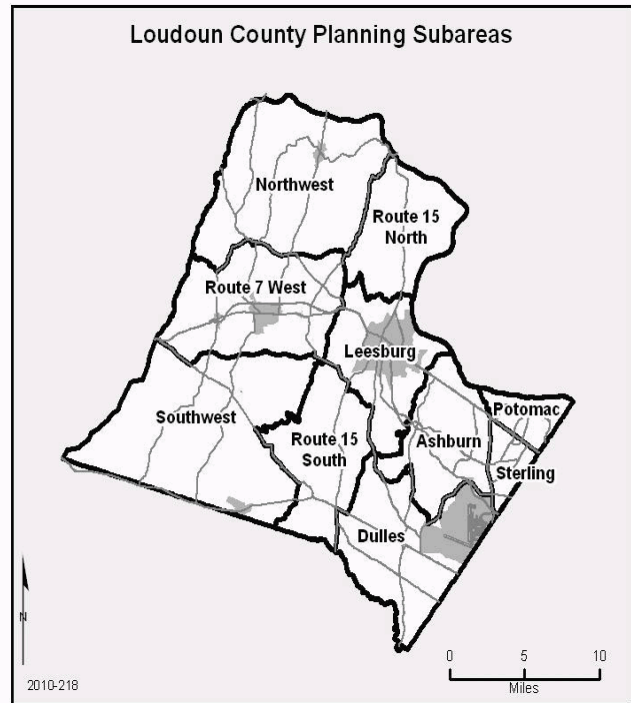 Loudoun County Planning Subareas
Northwest
Route 15
North
Route 7 West
Leesburg
Southwest
Route 15
South
Ashburn
Potomac
Sterling
Dulles
N
0 5 10
Miles
2010-218